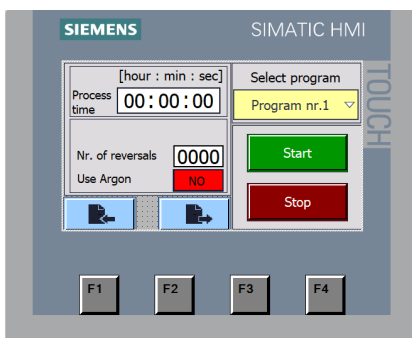 SIEMENS
SIMATIC HMI
TOUCH
[hour : min : sec]
Process
time
00:00:00
Select program
Program nr.1
Nr. of reversals
0000
Use Argon
NO
Start
Stop
F1
F2
F3
F4